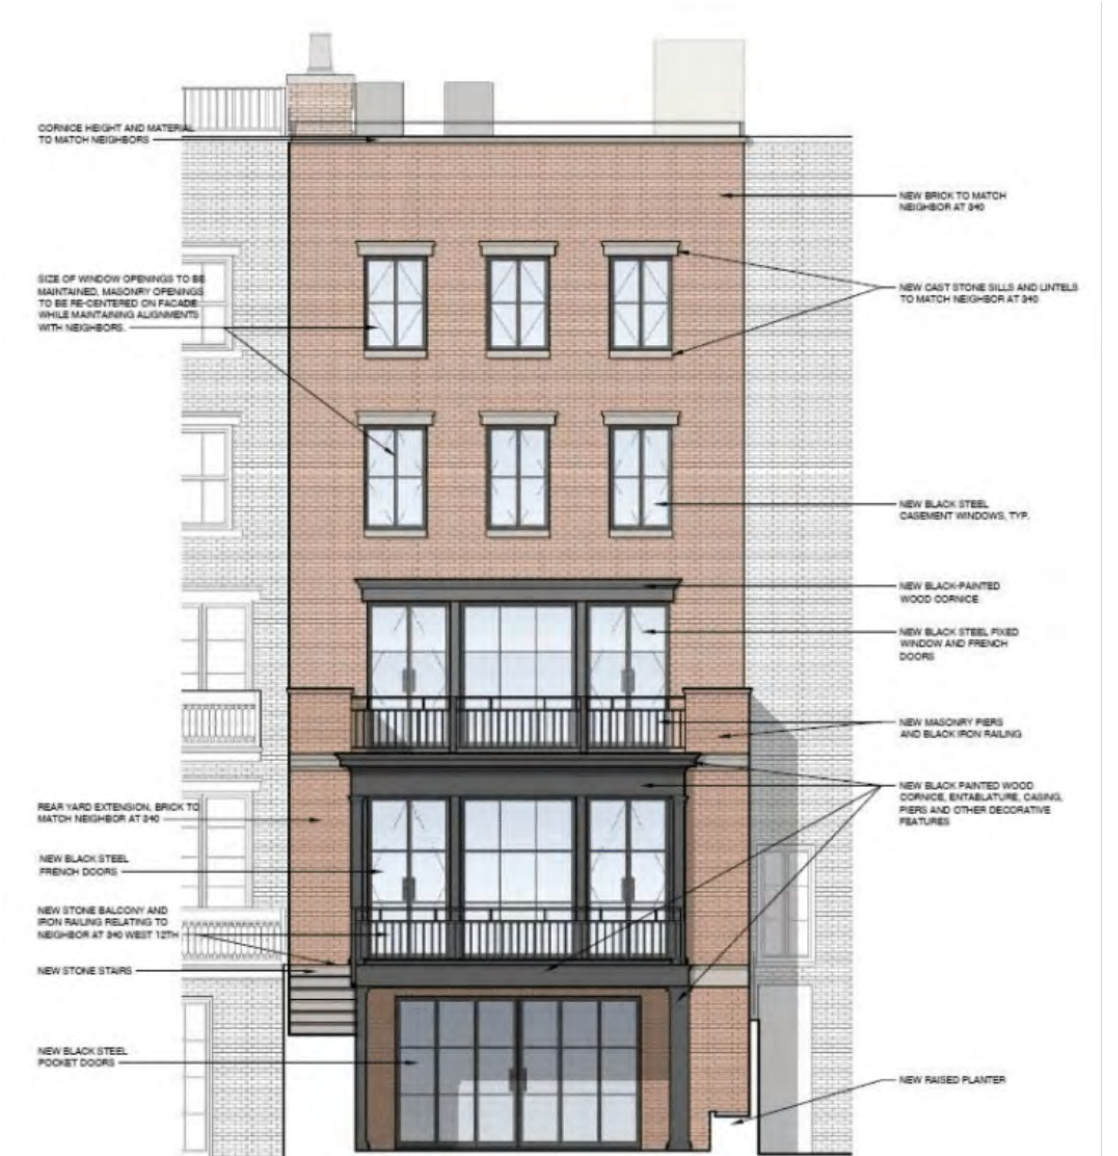 CORNICE HEIGHT AND MATERIAL
TO MATCH NEIGHBORS
SIZE OF WINDOW OPENINGS TO BE
MAINTAINED, MASONRY OPENINGS
TO BE RE-CENTERED ON FACADE
WHILE MAINTAINING ALIGNMENTS
WITH NEIGHBORS.
REAR YARD EXTENSION, BRICK TO
MATCH NEIGHBOR AT 340
NEW BLACK STEEL
FRENCH DOORS
NEW STONE BALCONY AND
IRON RAILING RELATING TO
NEIGHBOR AT 340 WEST 12TH
NEW STONE STAIRS
NEW BLACK STEEL
POCKET DOORS
NEW BRICK TO MATCH
NEIGHBOR AT 340
NEW CAST STONE SILLS AND LINTELS
TO MATCH NEIGHBOR AT 340
NEW BLACK STEEL
CASEMENT WINDOWS, TYP.
NEW BLACK-PAINTED
WOOD CORNICE
NEW BLACK STEEL FIXED
WINDOW AND FRENCH
DOORS
NEW MASONRY PIERS
AND BLACK IRON RAILING
NEW BLACK PAINTED WOOD
CORNICE, ENTABLATURE, CASING,
PIERS AND OTHER DECORATIVE
FEATURES
NEW RAISED PLANTER